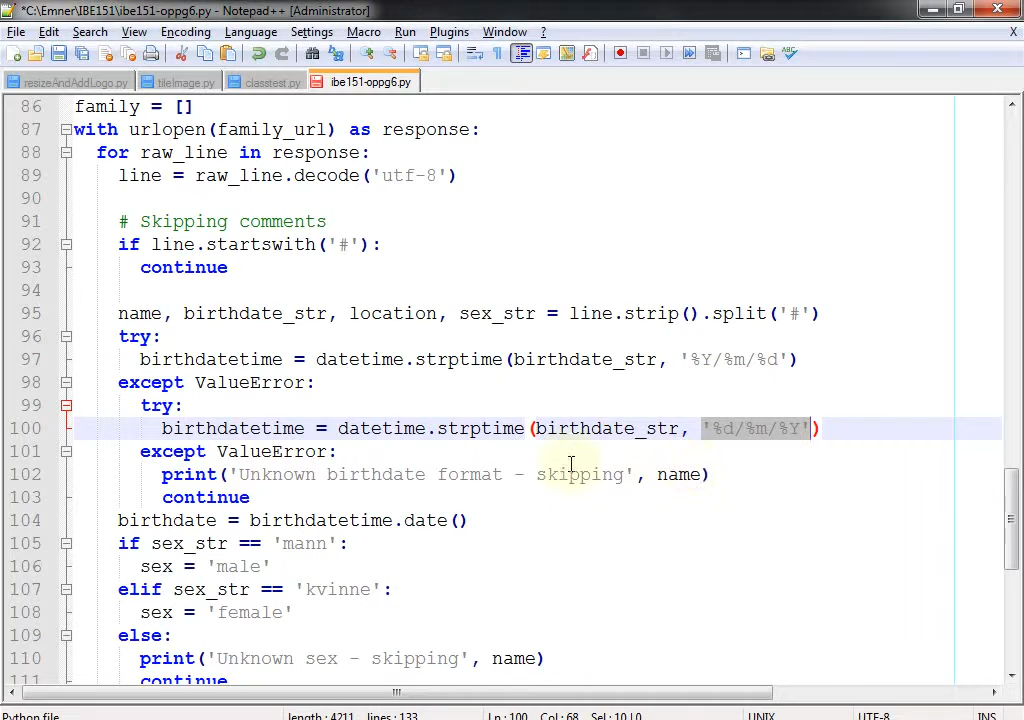 *C:\Emner\IBE151\ibe151-oppg6.py - Notepad++ [Administrator]
File Edit Search View Encoding Language Settings Macro Run Plugins Window ? X
resizeAndAddLogo.py tileImage.py classtest.py ibe151-oppg6.py
86 family = []
87 with urlopen(family_url) as response:
88 for raw_line in response:
89 line = raw_line.decode('utf-8')
90
91 # Skipping comments
92 if line.startswith('#'):
93 continue
94
95 name, birthdate_str, location, sex_str = line.strip().split('#')
96 try:
97 birthdatetime = datetime.strptime(birthdate_str, '%Y/%m/%d')
98 except ValueError:
99 try:
100 birthdatetime = datetime.strptime(birthdate_str, '%d/%m/%Y')
101 except ValueError:
102 print('Unknown birthdate format - skipping', name)
103 continue
104 birthdate = birthdatetime.date()
105 if sex_str == 'mann':
106 sex = 'male'
107 elif sex_str == 'kvinne':
108 sex = 'female'
109 else:
110 print('Unknown sex - skipping', name)
111 continue
Python file length : 4211 lines : 133 Ln : 100 Col : 68 Sel : 10 | 0 UNIX UTF-8 INS